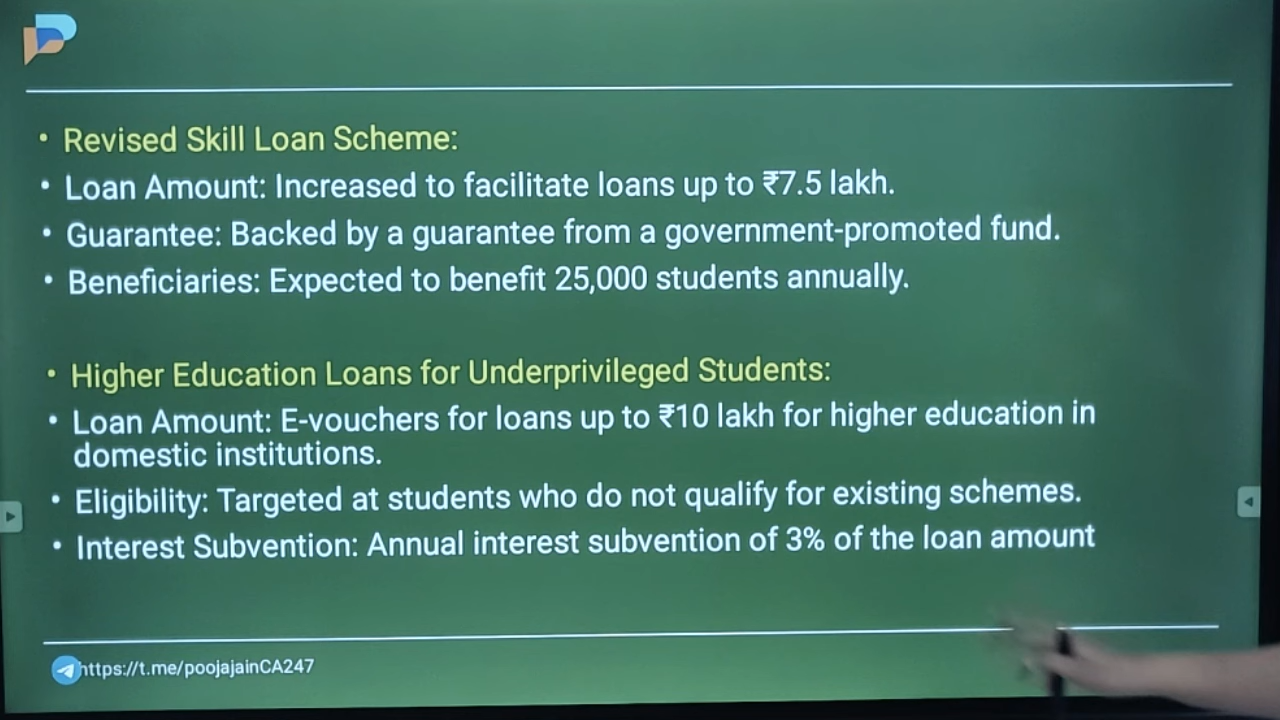 • Revised Skill Loan Scheme:
• Loan Amount: Increased to facilitate loans up to ₹7.5 lakh.
• Guarantee: Backed by a guarantee from a government-promoted fund.
• Beneficiaries: Expected to benefit 25,000 students annually.
• Higher Education Loans for Underprivileged Students:
• Loan Amount: E-vouchers for loans up to ₹10 lakh for higher education in
domestic institutions.
• Eligibility: Targeted at students who do not qualify for existing schemes.
• Interest Subvention: Annual interest subvention of 3% of the loan amount
https://t.me/poojajainCA247